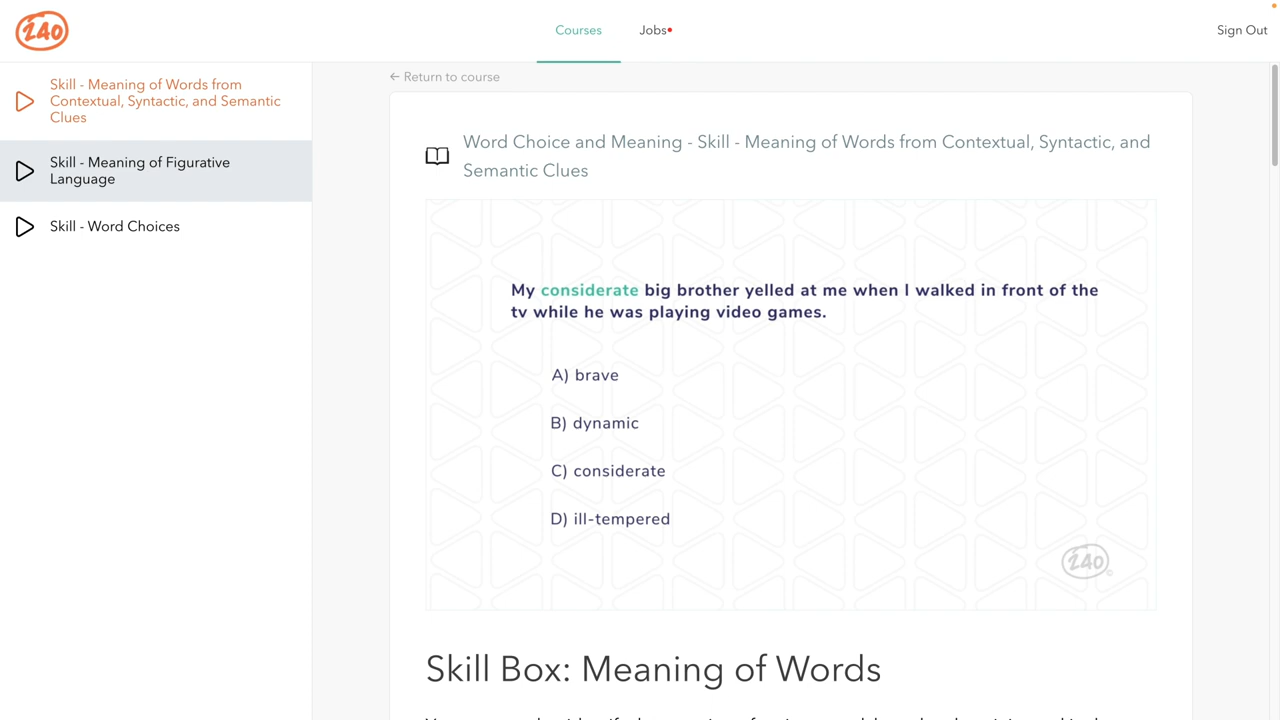 240
Courses
Jobs
Sign Out
Skill - Meaning of Words from
Contextual, Syntactic, and Semantic
Clues
Skill - Meaning of Figurative
Language
Skill - Word Choices
← Return to course
Word Choice and Meaning - Skill - Meaning of Words from Contextual, Syntactic, and
Semantic Clues
My considerate big brother yelled at me when I walked in front of the
tv while he was playing video games.
A) brave
B) dynamic
C) considerate
D) ill-tempered
240
Skill Box: Meaning of Words